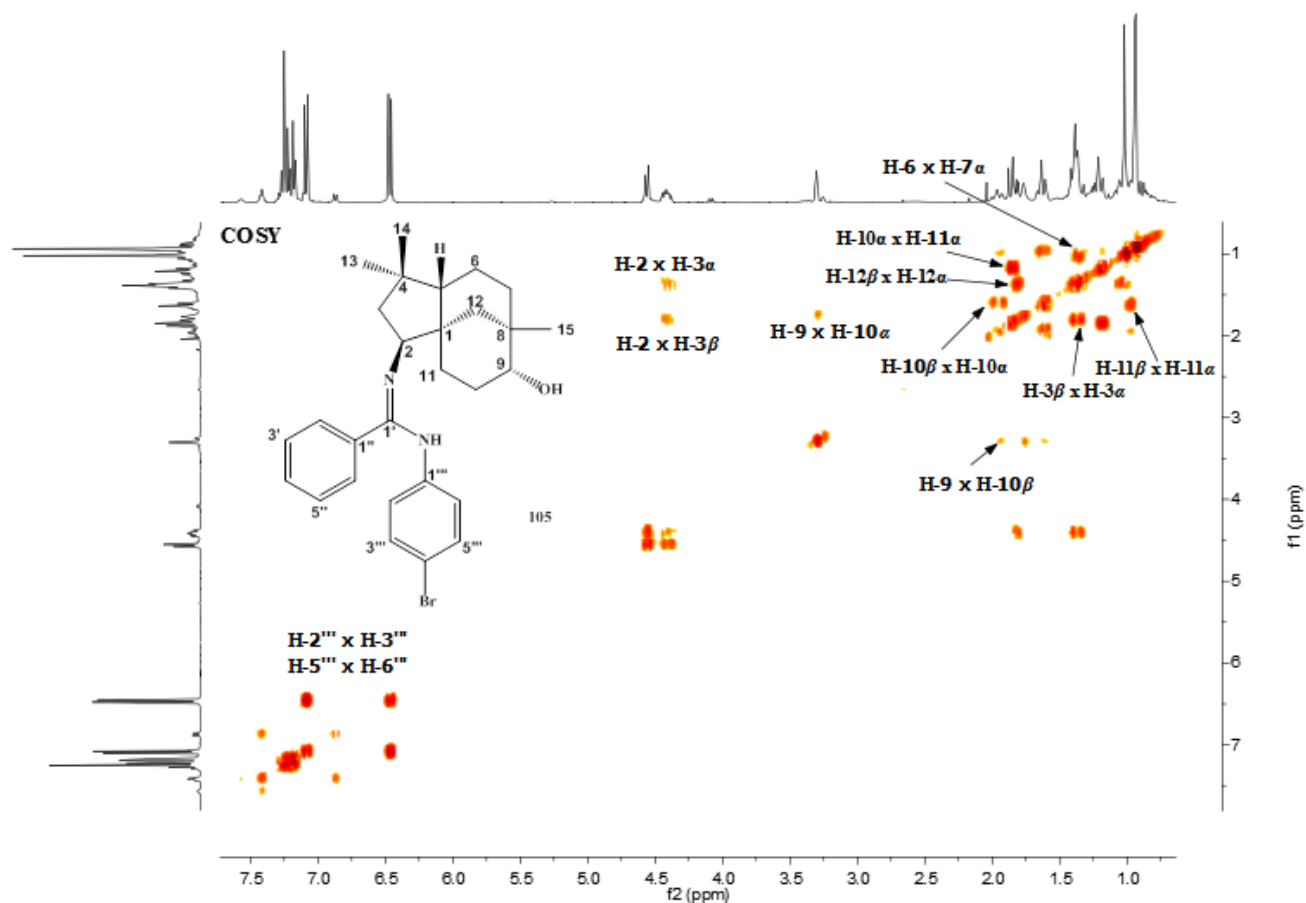 H-6 x H-7α
COSY
14
H
H-10α x H-11α
13
6
H-2 x H-3α
H-12β x H-12α
4
12
1
8
15
H-2 x H-3β
H-9 x H-10α
2
9
11
H-10β x H-10α
H-11β x H-11α
N
OH
H-3β x H-3α
3'
1''
1'
NH
H-9 x H-10β
5''
1'''
105
3'''
5'''
Br
H-2''' x H-3'''
H-5''' x H-6'''
1
2
3
4
5
6
7
f1 (ppm)
7.5 7.0 6.5 6.0 5.5 5.0 4.5 4.0 3.5 3.0 2.5 2.0 1.5 1.0
f2 (ppm)